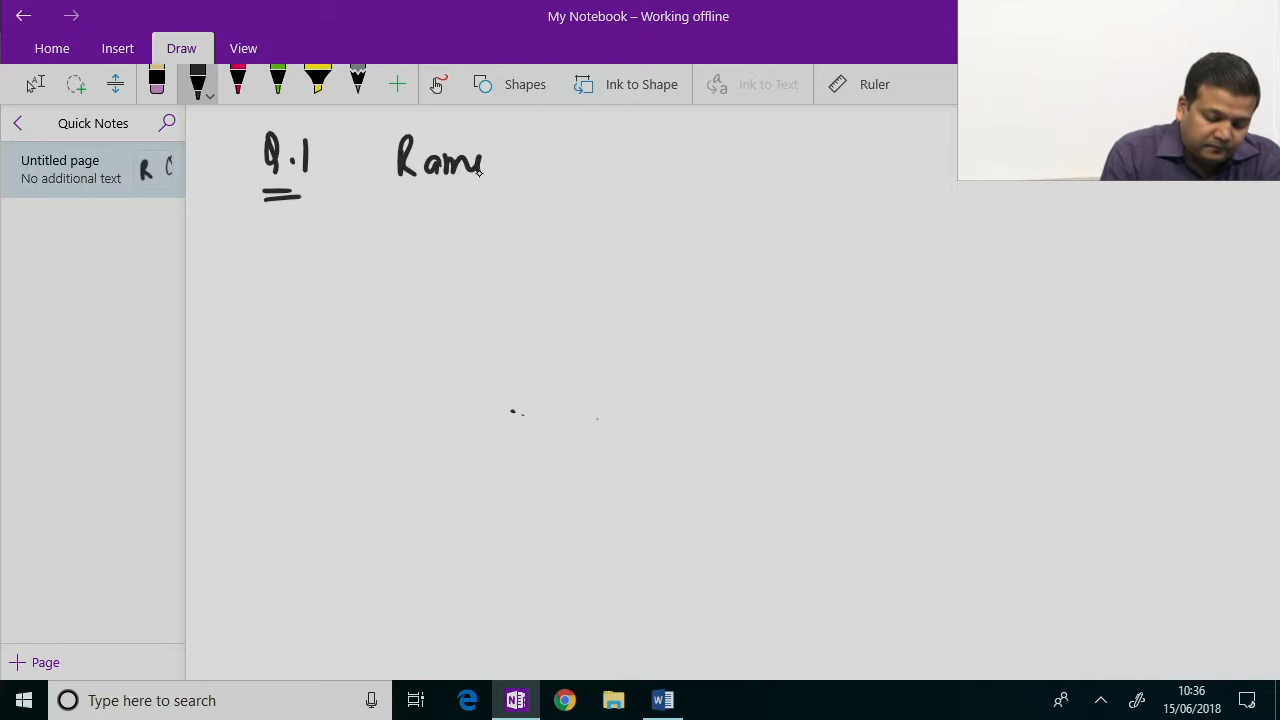 My Notebook – Working offline
Home Insert Draw View
Shapes Ink to Shape Ink to Text Ruler
Quick Notes
Untitled page
No additional text
R
Q.1 Rame
Page
Type here to search
10:36
15/06/2018